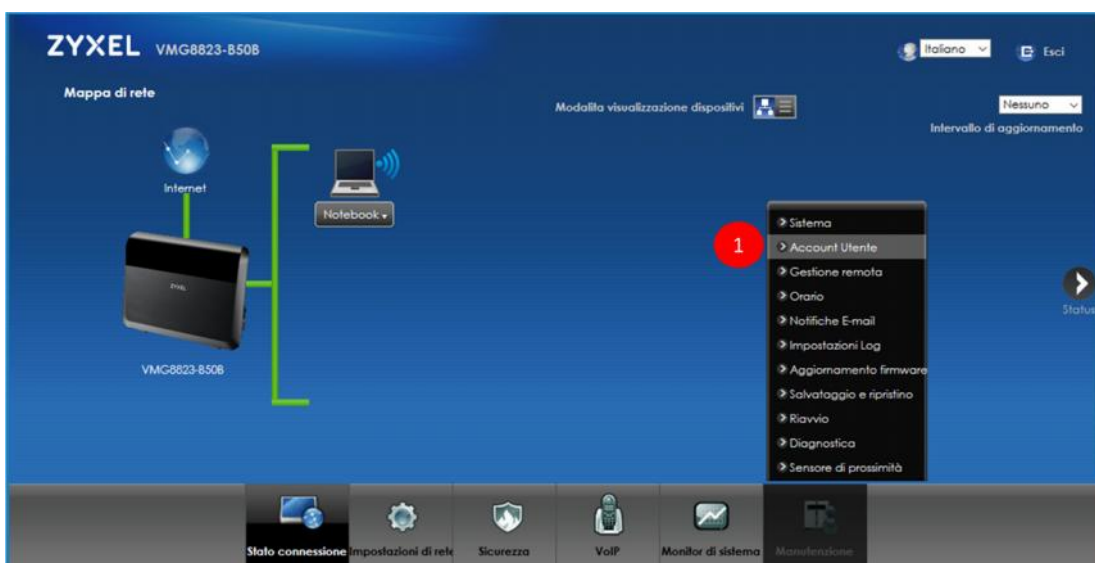 ZYXEL VMG8823-B50B
Italiano
Esci
Mappa di rete
Modalita visualizzazione dispositivi
Nessuno
Intervallo di aggiornamento
Internet
Notebook
ZYXEL
VMG8823-B50B
1
Sistema
Account Utente
Gestione remota
Orario
Notifiche E-mail
Impostazioni Log
Aggiornamento firmware
Salvataggio e ripristino
Riavvio
Diagnostica
Sensore di prossimità
Status
Stato connessione
Impostazioni di rete
Sicurezza
VoIP
Monitor di sistema
Manutenzione